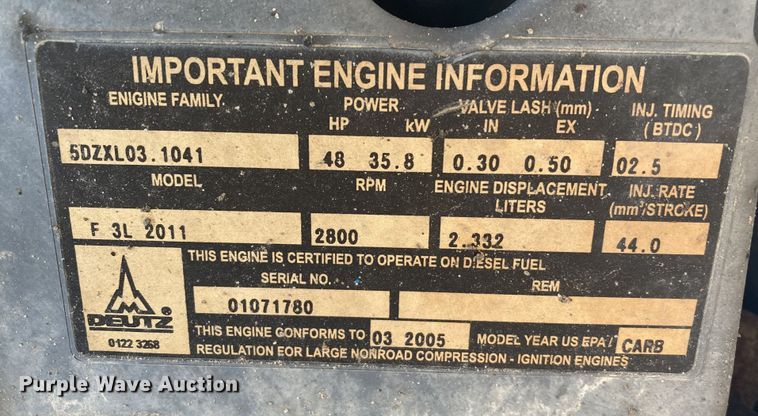 IMPORTANT ENGINE INFORMATION
ENIGINE FAMILY POWER VALVE LASH (mm) INJ. TIMING
HP kW IN EX (BTDC)
5DZXL03.1041 48 35.8 0.30 0.50 02.5
MODEL RPM ENGINE DISPLACEMENT INJ. RATE
LITERS (mm³/STROKE)
F 3L 2011 2800 2.332 44.0
THIS ENGINE IS CERTIFIED TO OPERATE ON DIESEL FUEL
SERIAL NO. REM
01071780
DEUTZ ®
0122 3268
THIS ENGINE CONFORMS TO 03 2005 MODEL YEAR US EPA / CARB
REGULATION EOR LARGE NONROAD COMPRESSION - IGNITION ENGINES
Purple Wave Auction